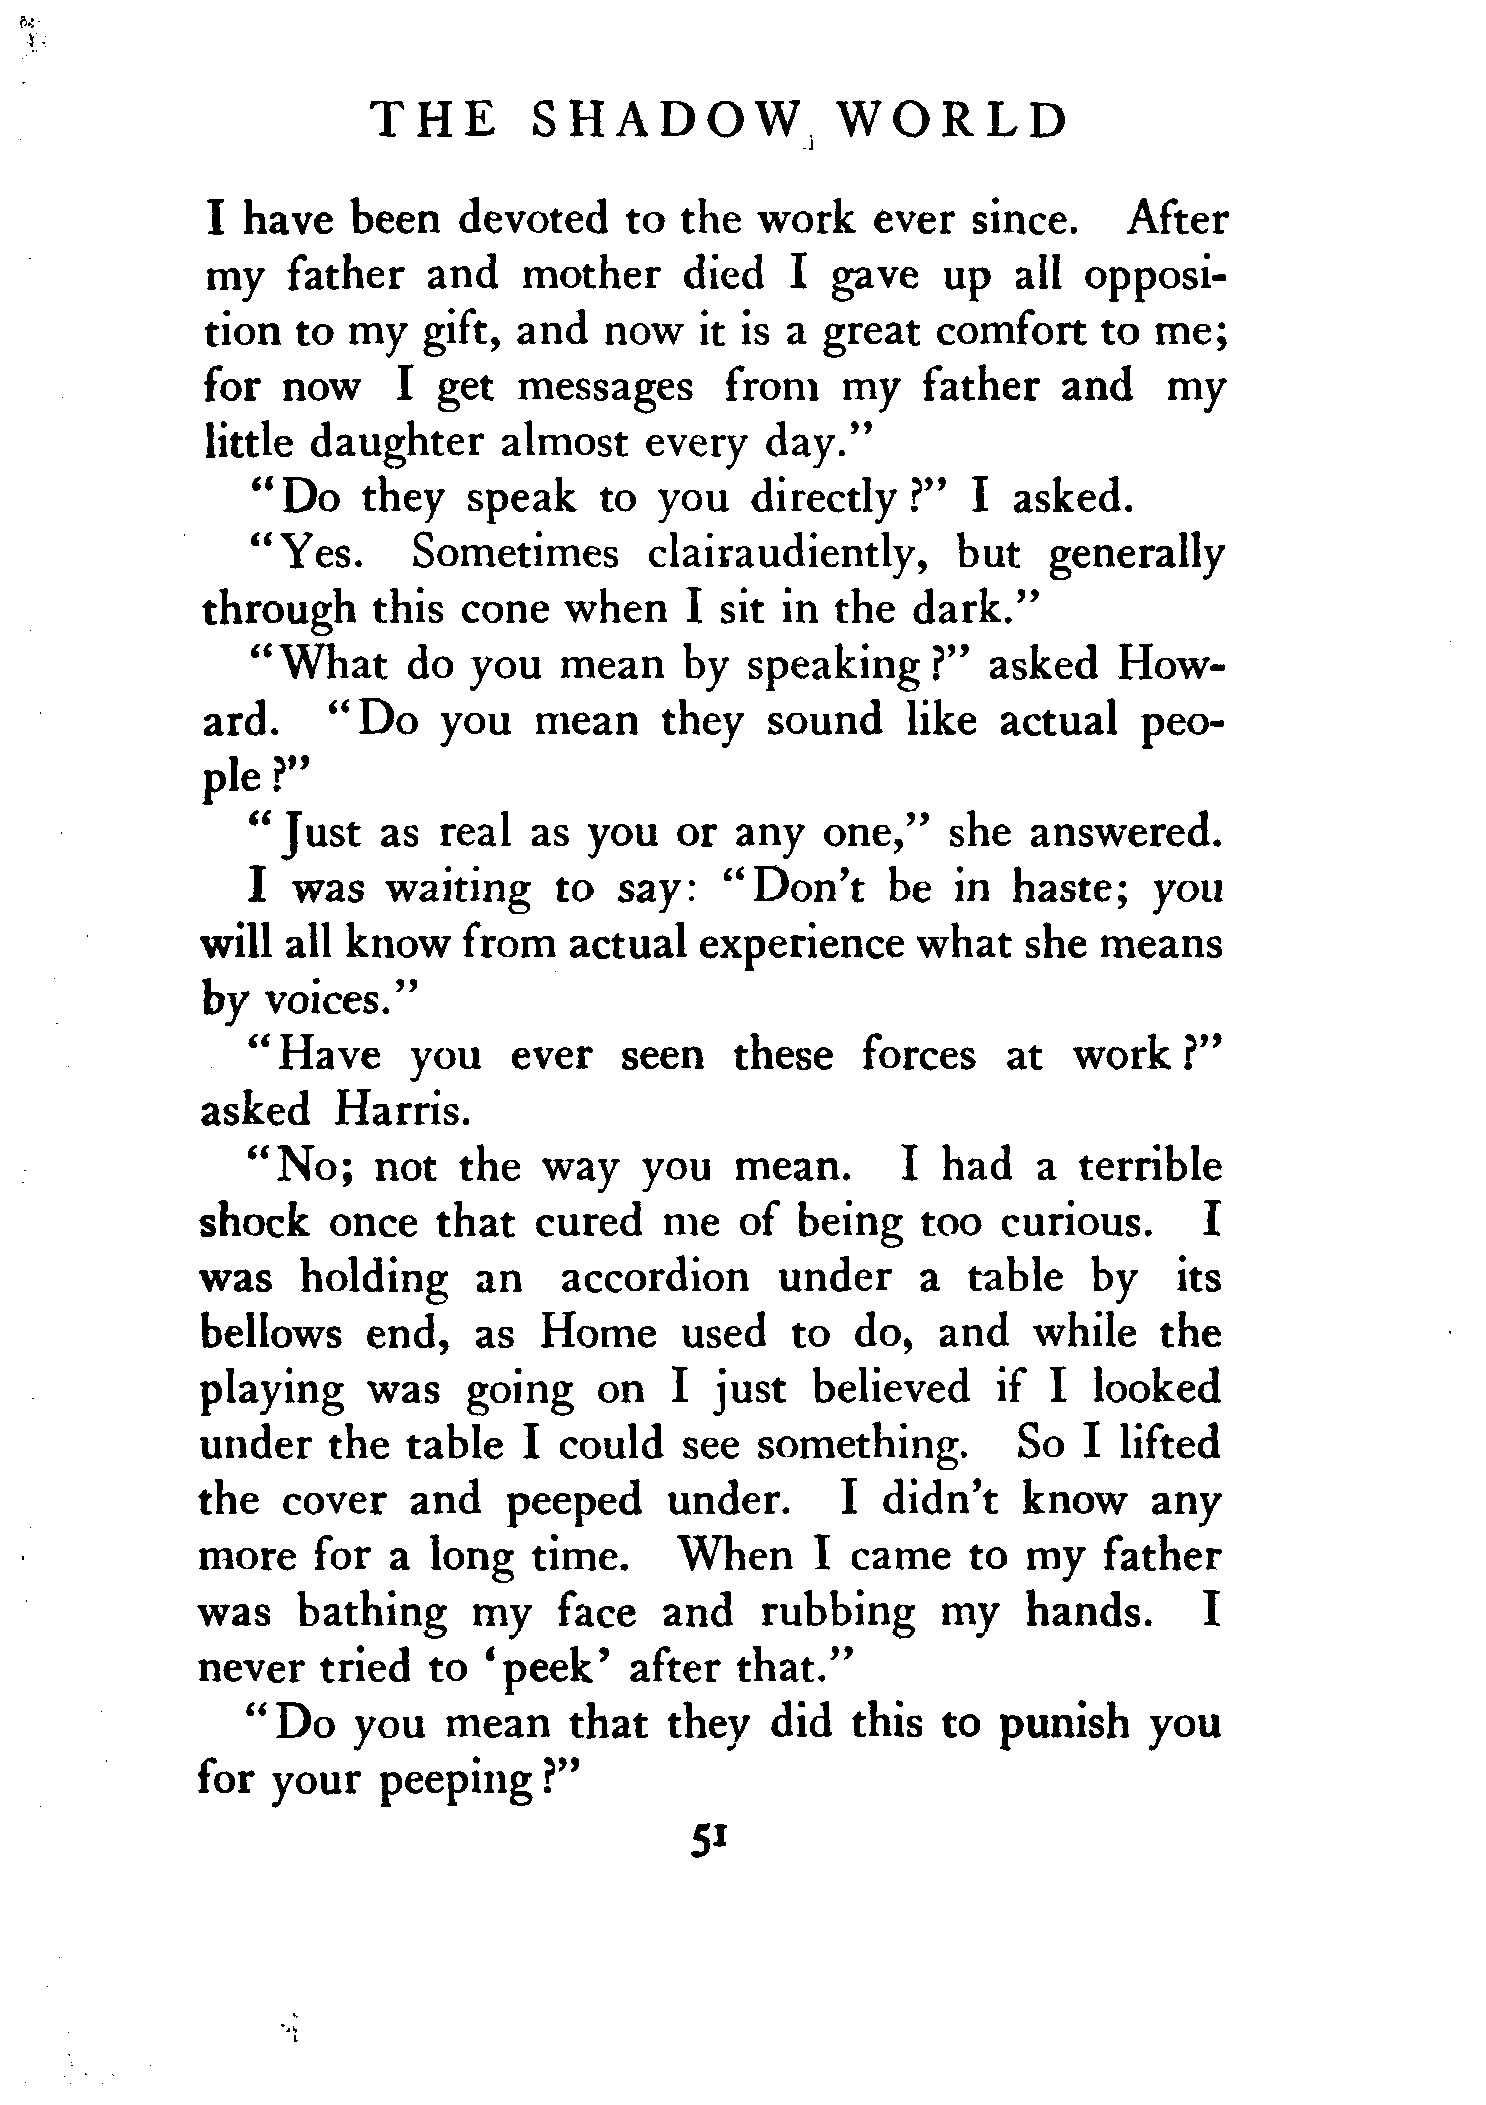 THE SHADOW WORLD
I have been devoted to the work ever since. After
my father and mother died I gave up all opposi-
tion to my gift, and now it is a great comfort to me;
for now I get messages from my father and my
little daughter almost every day.”
“Do they speak to you directly?” I asked.
“Yes. Sometimes clairaudiently, but generally
through this cone when I sit in the dark.”
“What do you mean by speaking?” asked How-
ard. “Do you mean they sound like actual peo-
ple?”
“Just as real as you or any one,” she answered.
I was waiting to say: “Don’t be in haste; you
will all know from actual experience what she means
by voices.”
“Have you ever seen these forces at work?”
asked Harris.
“No; not the way you mean. I had a terrible
shock once that cured me of being too curious. I
was holding an accordion under a table by its
bellows end, as Home used to do, and while the
playing was going on I just believed if I looked
under the table I could see something. So I lifted
the cover and peeped under. I didn’t know any
more for a long time. When I came to my father
was bathing my face and rubbing my hands. I
never tried to ‘peek’ after that.”
“Do you mean that they did this to punish you
for your peeping?”
51